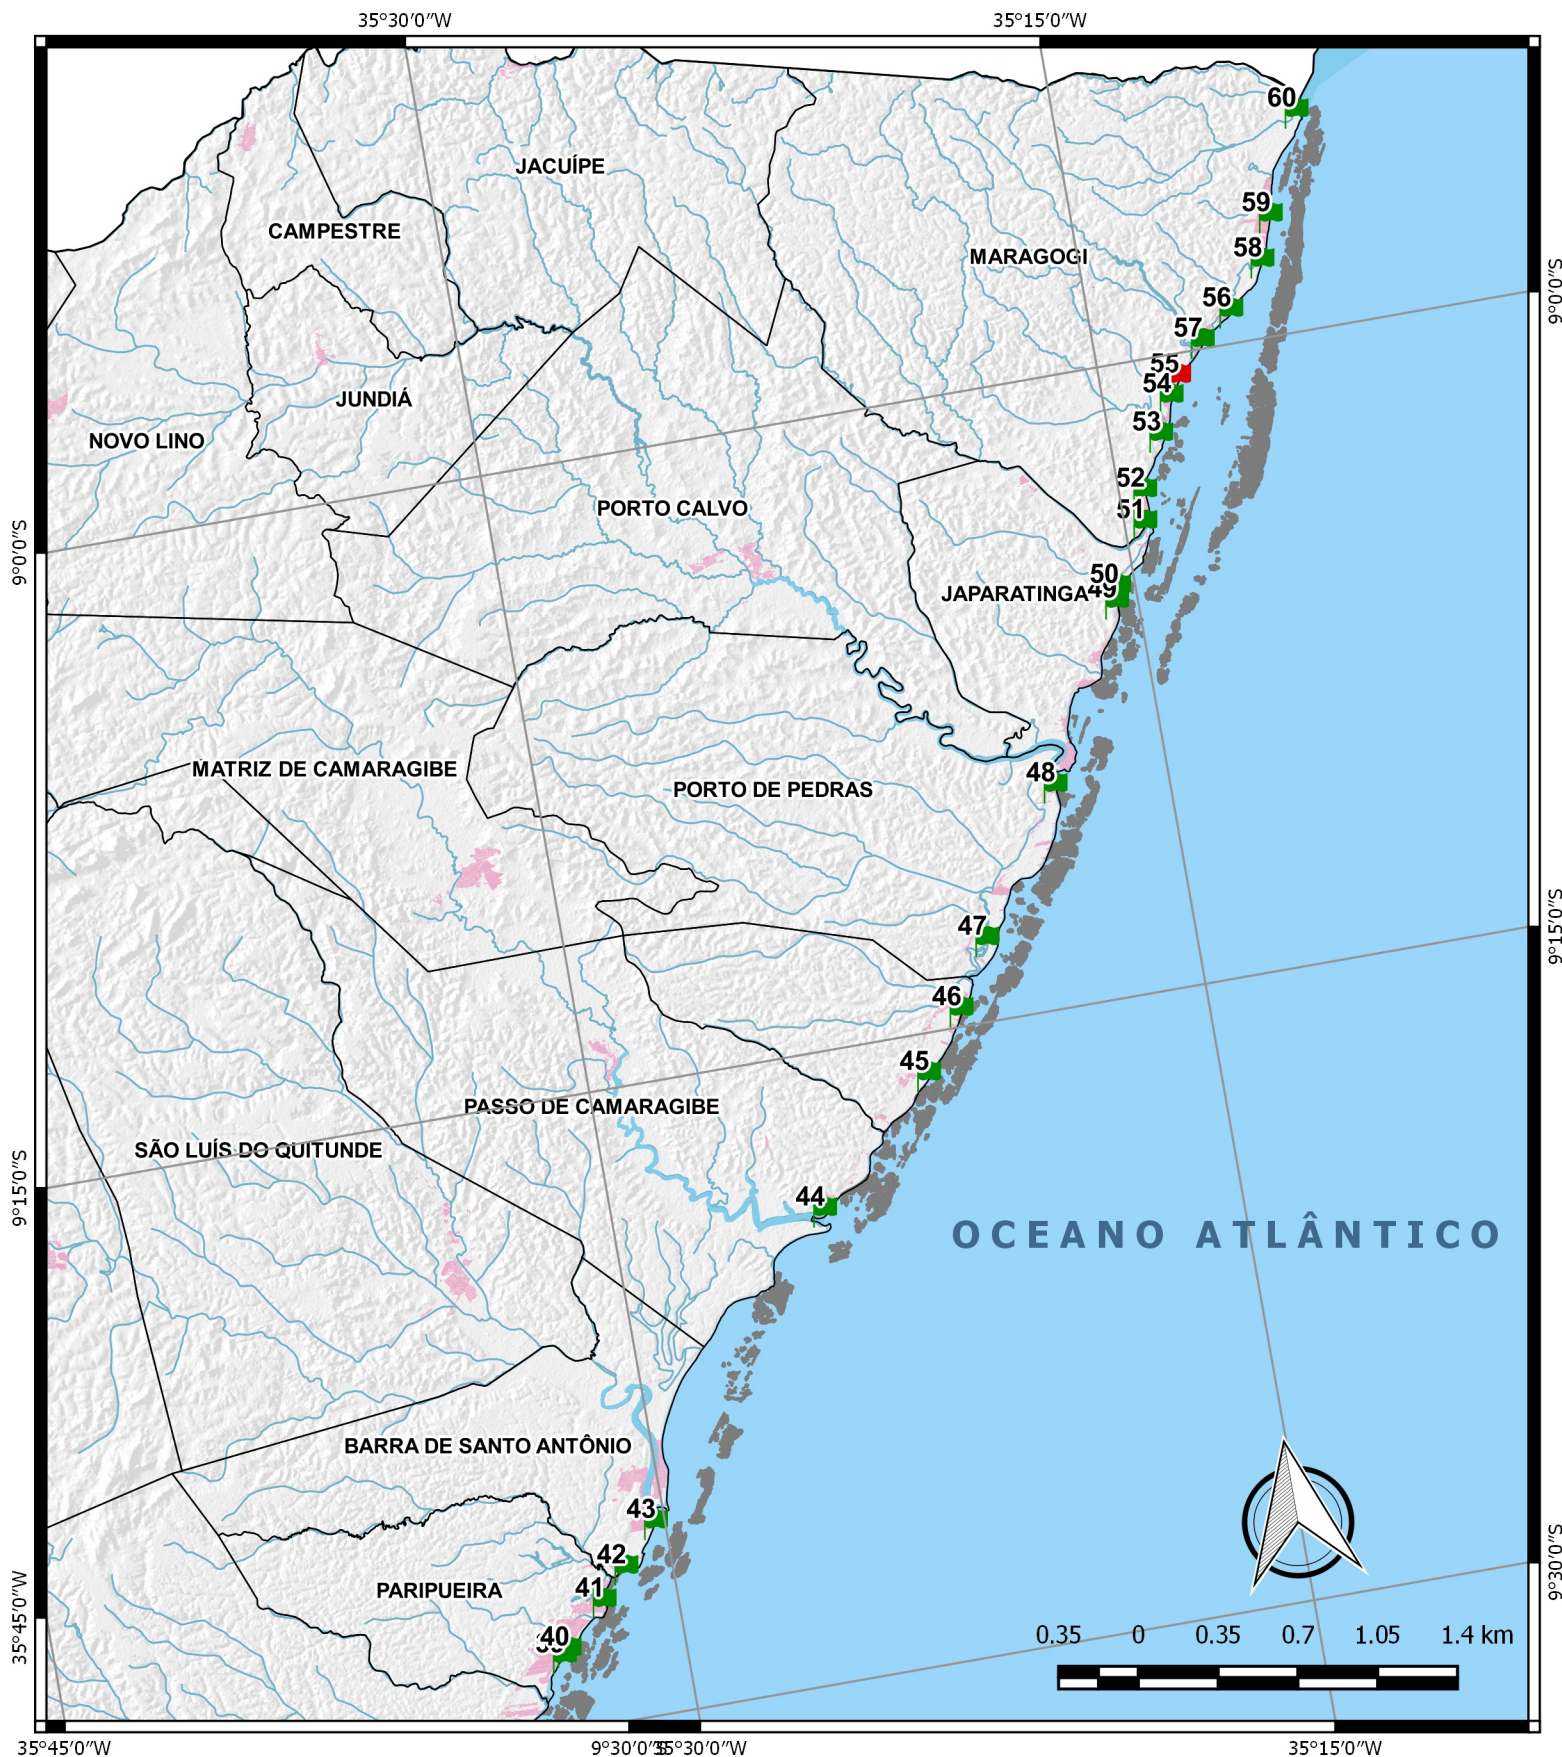 35°30′0″W
35°15′0″W
60
JACUÍPE
59
CAMPESTRE
58
MARAGOGI
9°0′0″S
56
57
55
54
JUNDIÁ
53
NOVO LINO
52
PORTO CALVO
51
9°0′0″S
50
JAPARATINGA
49
MATRIZ DE CAMARAGIBE
48
PORTO DE PEDRAS
47
9°15′0″S
46
45
PASSO DE CAMARAGIBE
SÃO LUÍS DO QUITUNDE
9°15′0″S
44
OCEANO ATLÂNTICO
BARRA DE SANTO ANTÔNIO
43
42
9°30′0″S
41
PARIPUEIRA
35°45′0″W
40
0.35 0 0.35 0.7 1.05 1.4 km
35°45′0″W
9°30′0″S
35°30′0″W
35°15′0″W